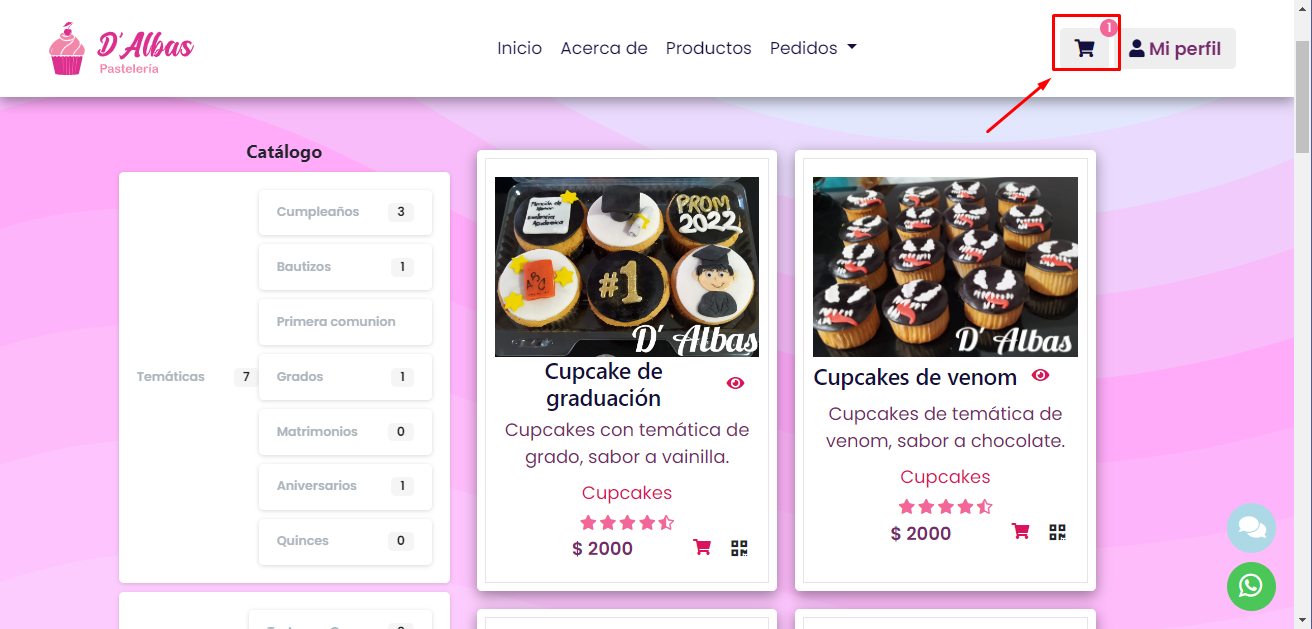 D'Albas
Pastelería
Inicio
Acerca de
Productos
Pedidos
1
Mi perfil
Catálogo
Temáticas 7
Cumpleaños 3
Bautizos 1
Primera comunion
Grados 1
Matrimonios 0
Aniversarios 1
Quinces 0
PROM
2022
#1
D' Albas
Cupcake de
graduación
Cupcakes con temática de
grado, sabor a vainilla.
Cupcakes
$ 2000
D' Albas
Cupcakes de venom
Cupcakes de temática de
venom, sabor a chocolate.
Cupcakes
$ 2000